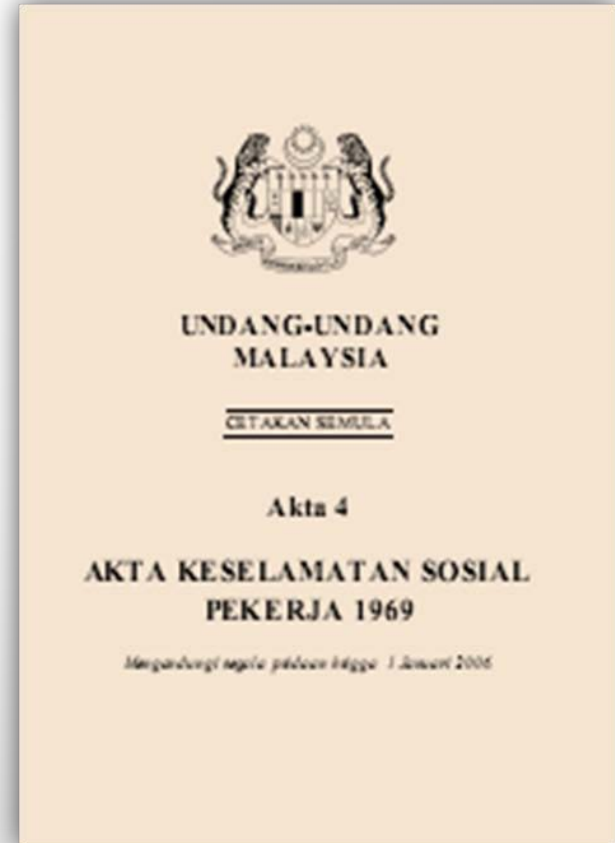 UNDANG-UNDANG
MALAYSIA
CETAKAN SEMULA
Akta 4
AKTA KESELAMATAN SOSIAL
PEKERJA 1969
Mengandungi segala pindaan hingga 1 Januari 2006